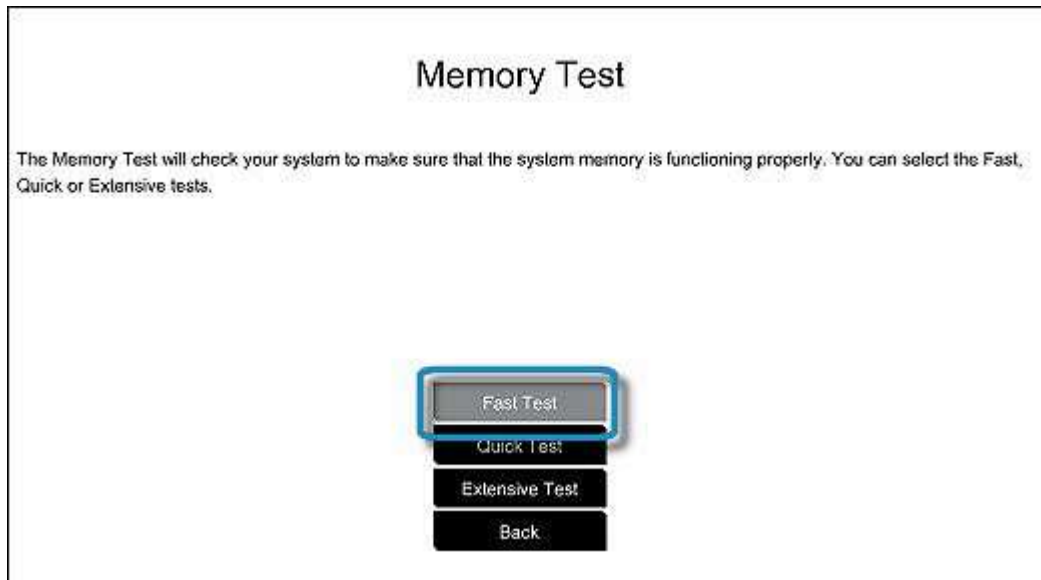 Memory Test
The Memory Test will check your system to make sure that the system memory is functioning properly. You can select the Fast,
Quick or Extensive tests.
Fast Test
Quick Test
Extensive Test
Back